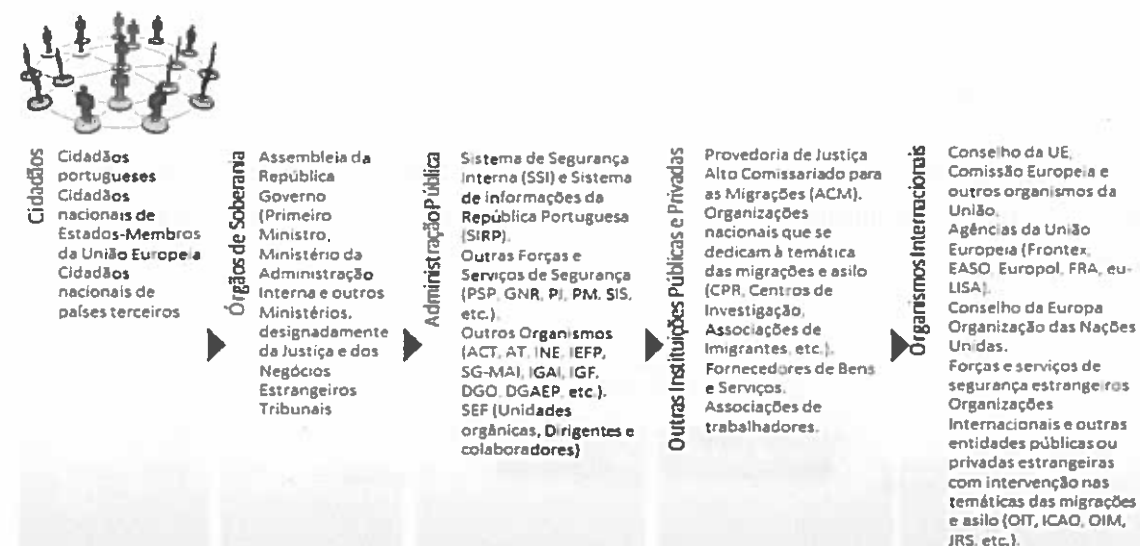 Cidadãos
Cidadãos
portugueses
Cidadãos
nacionais de
Estados-Membros
da União Europeia
Cidadãos
nacionais de
países terceiros
Órgãos de Soberania
Assembleia da
República
Governo
(Primeiro
Ministro,
Ministério da
Administração
Interna e outros
Ministérios,
designadamente
da Justiça e dos
Negócios
Estrangeiros
Tribunais
Administração Pública
Sistema de Segurança
Interna (SSI) e Sistema
de informações da
República Portuguesa
(SIRP).
Outras Forças e
Serviços de Segurança
(PSP, GNR, PJ, PM, SIS,
etc.).
Outros Organismos
(ACT, AT, INE, IEFP,
SG-MAI, IGAI, IGF,
DGO, DGAEP, etc.).
SEF (Unidades
orgânicas, Dirigentes e
colaboradores)
Outras Instituições Públicas e Privadas
Provedoria de Justiça
Alto Comissariado para
as Migrações (ACM).
Organizações
nacionais que se
dedicam à temática
das migrações e asilo
(CPR, Centros de
Investigação,
Associações de
Imigrantes, etc.).
Fornecedores de Bens
e Serviços.
Associações de
trabalhadores.
Organismos Internacionais
Conselho da UE,
Comissão Europeia e
outros organismos da
União.
Agências da União
Europeia (Frontex,
EASO, Europol, FRA, eu-
LISA).
Conselho da Europa
Organização das Nações
Unidas.
Forças e serviços de
segurança estrangeiros
Organizações
Internacionais e outras
entidades públicas ou
privadas estrangeiras
com intervenção nas
temáticas das migrações
e asilo (OIT, ICAO, OIM,
JRS, etc.).